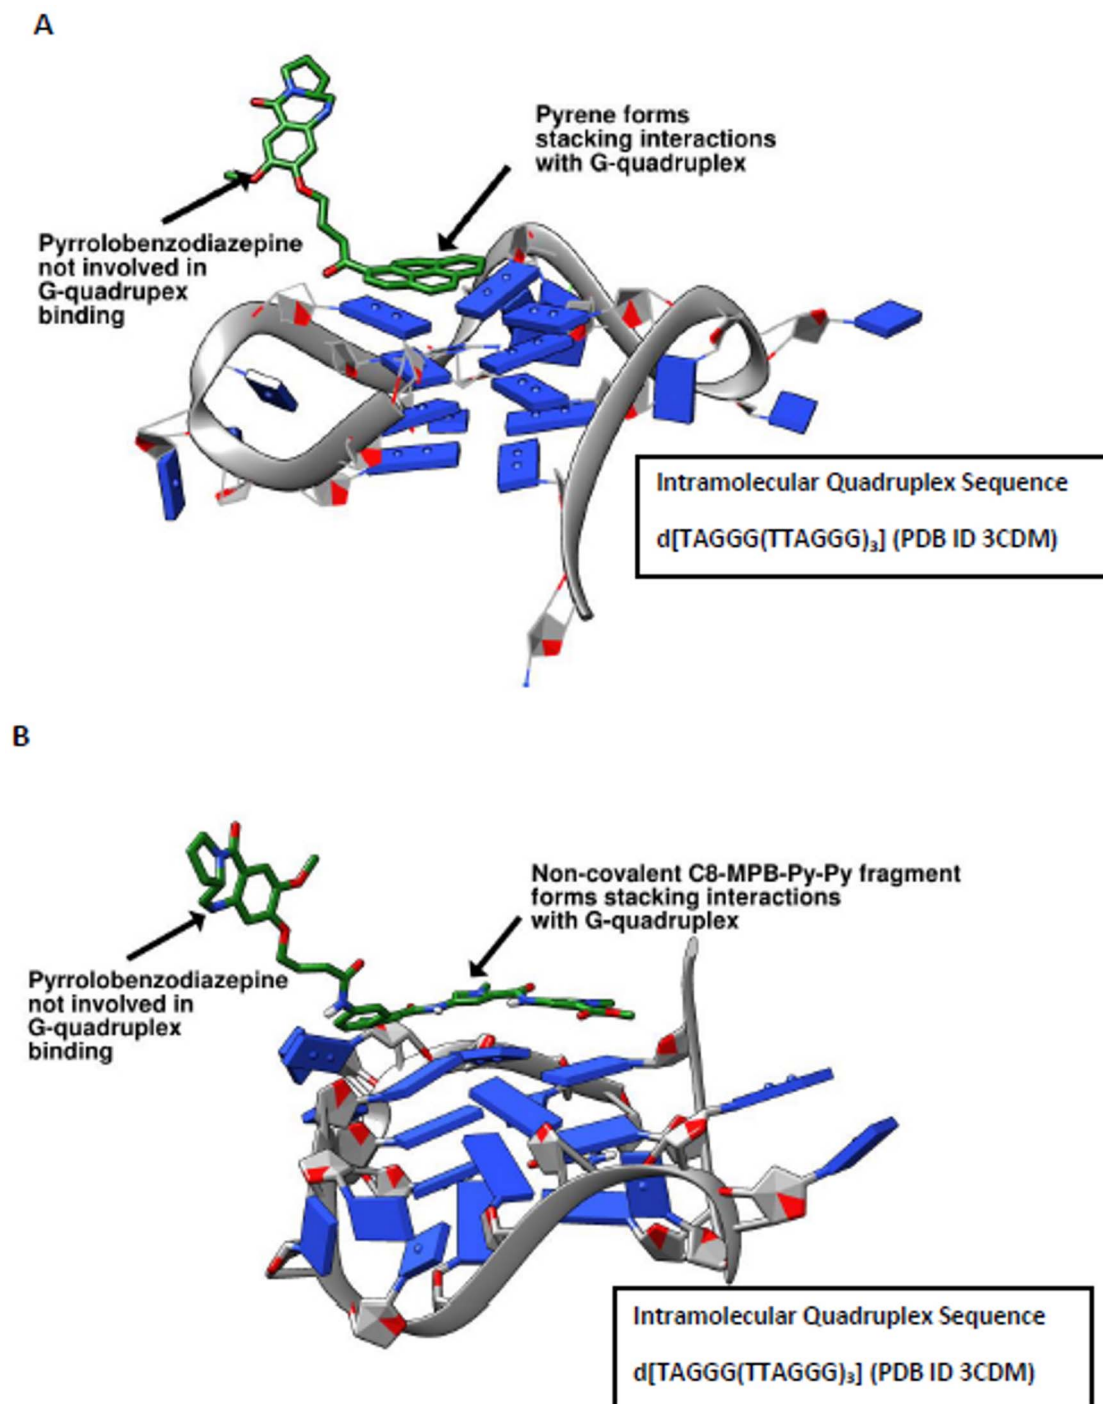 A
Pyrene forms
stacking interactions
with G-quadruplex
Pyrrolobenzodiazepine
not involved in
G-quadrupex
binding
Intramolecular Quadruplex Sequence
d[TAGGG(TTAGGG)₃] (PDB ID 3CDM)
B
Non-covalent C8-MPB-Py-Py fragment
forms stacking interactions
with G-quadruplex
Pyrrolobenzodiazepine
not involved in
G-quadruplex
binding
Intramolecular Quadruplex Sequence
d[TAGGG(TTAGGG)₃] (PDB ID 3CDM)